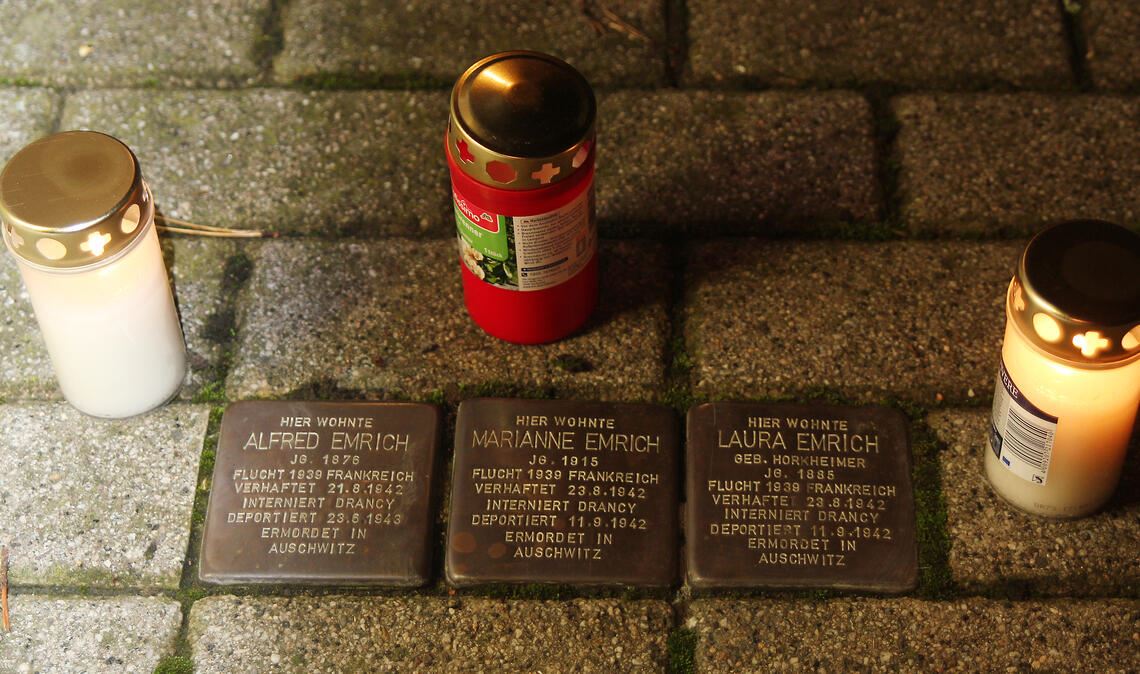 HIER WOHNTE
ALFRED EMRICH
JG. 1876
FLUCHT 1939 FRANKREICH
VERHAFTET 21.8.1942
INTERNIERT DRANCY
DEPORTIERT 23.6.1943
ERMORDET IN
AUSCHWITZ
HIER WOHNTE
MARIANNE EMRICH
JG. 1915
FLUCHT 1939 FRANKREICH
VERHAFTET 23.8.1942
INTERNIERT DRANCY
DEPORTIERT 11.9.1942
ERMORDET IN
AUSCHWITZ
HIER WOHNTE
LAURA EMRICH
GEB. HORKHEIMER
JG. 1885
FLUCHT 1939 FRANKREICH
VERHAFTET 23.8.1942
INTERNIERT DRANCY
DEPORTIERT 11.9.1942
ERMORDET IN
AUSCHWITZ